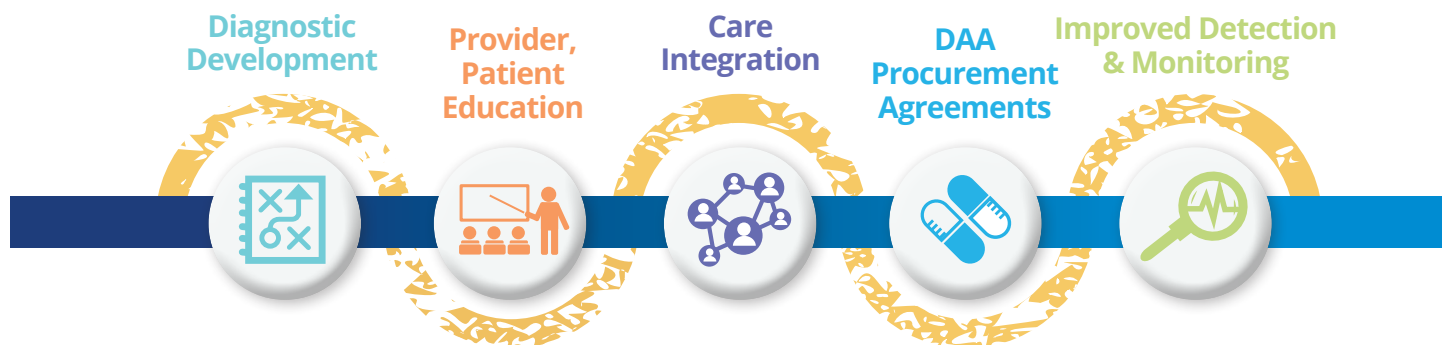 Diagnostic
Development
Provider,
Patient
Education
Care
Integration
DAA
Procurement
Agreements
Improved Detection
& Monitoring